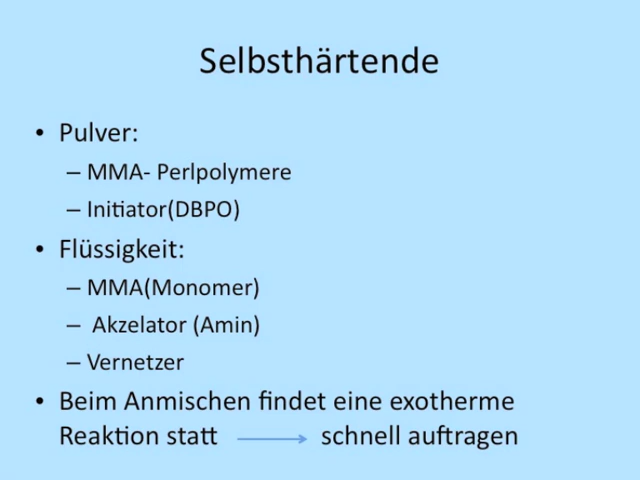 Selbsthärtende
• Pulver:
– MMA- Perlpolymere
– Initiator(DBPO)
• Flüssigkeit:
– MMA(Monomer)
– Akzelator (Amin)
– Vernetzer
• Beim Anmischen findet eine exotherme
Reaktion statt → schnell auftragen